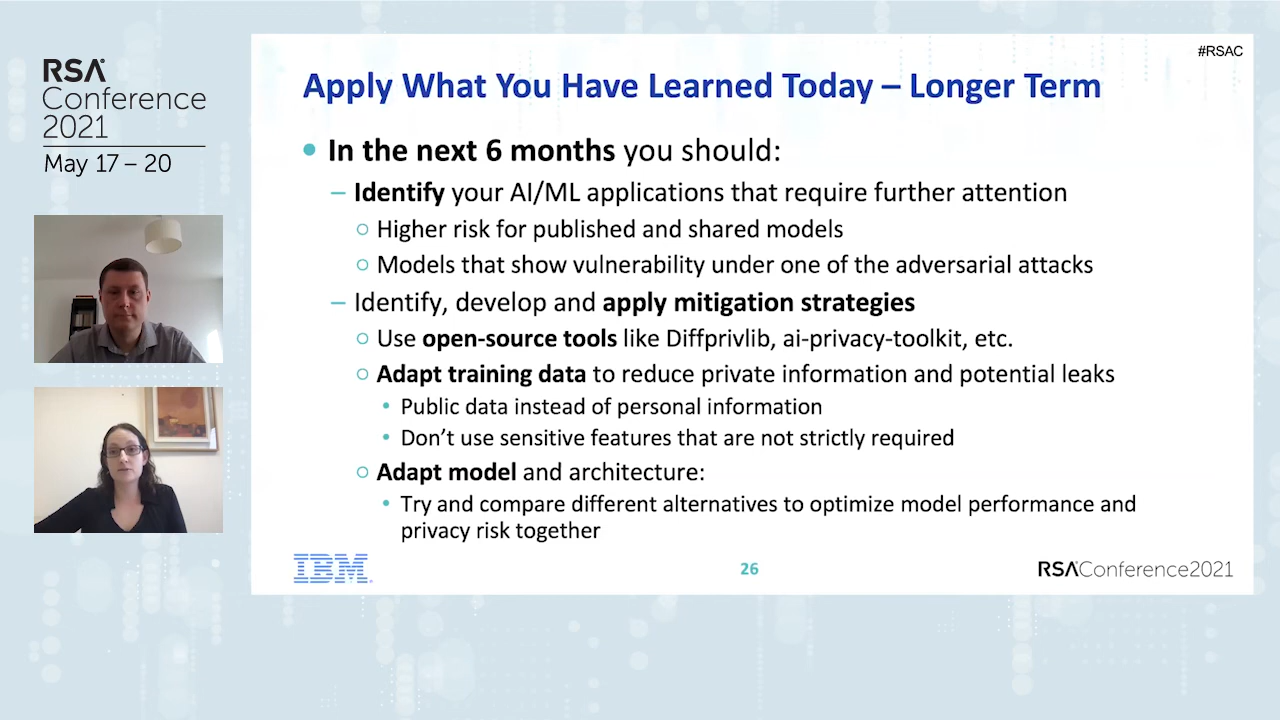 RSA
Conference
2021
May 17 – 20
#RSAC
Apply What You Have Learned Today – Longer Term
• In the next 6 months you should:
– Identify your AI/ML applications that require further attention
○ Higher risk for published and shared models
○ Models that show vulnerability under one of the adversarial attacks
– Identify, develop and apply mitigation strategies
○ Use open-source tools like Diffprivlib, ai-privacy-toolkit, etc.
○ Adapt training data to reduce private information and potential leaks
• Public data instead of personal information
• Don’t use sensitive features that are not strictly required
○ Adapt model and architecture:
• Try and compare different alternatives to optimize model performance and
privacy risk together
IBM
26
RSAConference2021